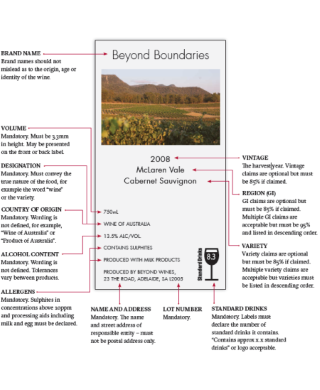 BRAND NAME
Brand names should not
mislead as to the origin, age or
identity of the wine.
Beyond Boundaries
VOLUME
Mandatory. Must be 3.3mm
in height. May be presented
on the front or back label.
DESIGNATION
Mandatory. Must convey the
true nature of the food, for
example the word "wine"
or the variety.
COUNTRY OF ORIGIN
Mandatory. Wording is
not defined, for example,
"Wine of Australia" or
"Product of Australia".
ALCOHOL CONTENT
Mandatory. Wording is
not defined. Tolerances
vary between products.
ALLERGENS
Mandatory. Sulphites in
concentrations above 10ppm
and processing aids including
milk and egg must be declared.
2008
McLaren Vale
Cabernet Sauvignon
750mL
WINE OF AUSTRALIA
12.5% ALC/VOL
CONTAINS SULPHITES
PRODUCED WITH MILK PRODUCTS
PRODUCED BY BEYOND WINES,
23 THE ROAD, ADELAIDE, SA
Standard Drinks
8.3
VINTAGE
The harvest year. Vintage
claims are optional but must
be 85% if claimed.
REGION (GI)
GI claims are optional but
must be 85% if claimed.
Multiple GI claims are
acceptable but must be 95%
and listed in descending order.
VARIETY
Variety claims are optional
but must be 85% if claimed.
Multiple variety claims are
acceptable but varieties must
be listed in descending order.
NAME AND ADDRESS
Mandatory. The name
and street address of
responsible entity – must
not be postal address only.
LOT NUMBER
Mandatory.
STANDARD DRINKS
Mandatory. Labels must
declare the number of
standard drinks it contains.
"Contains approx x.x standard
drinks" or logo acceptable.